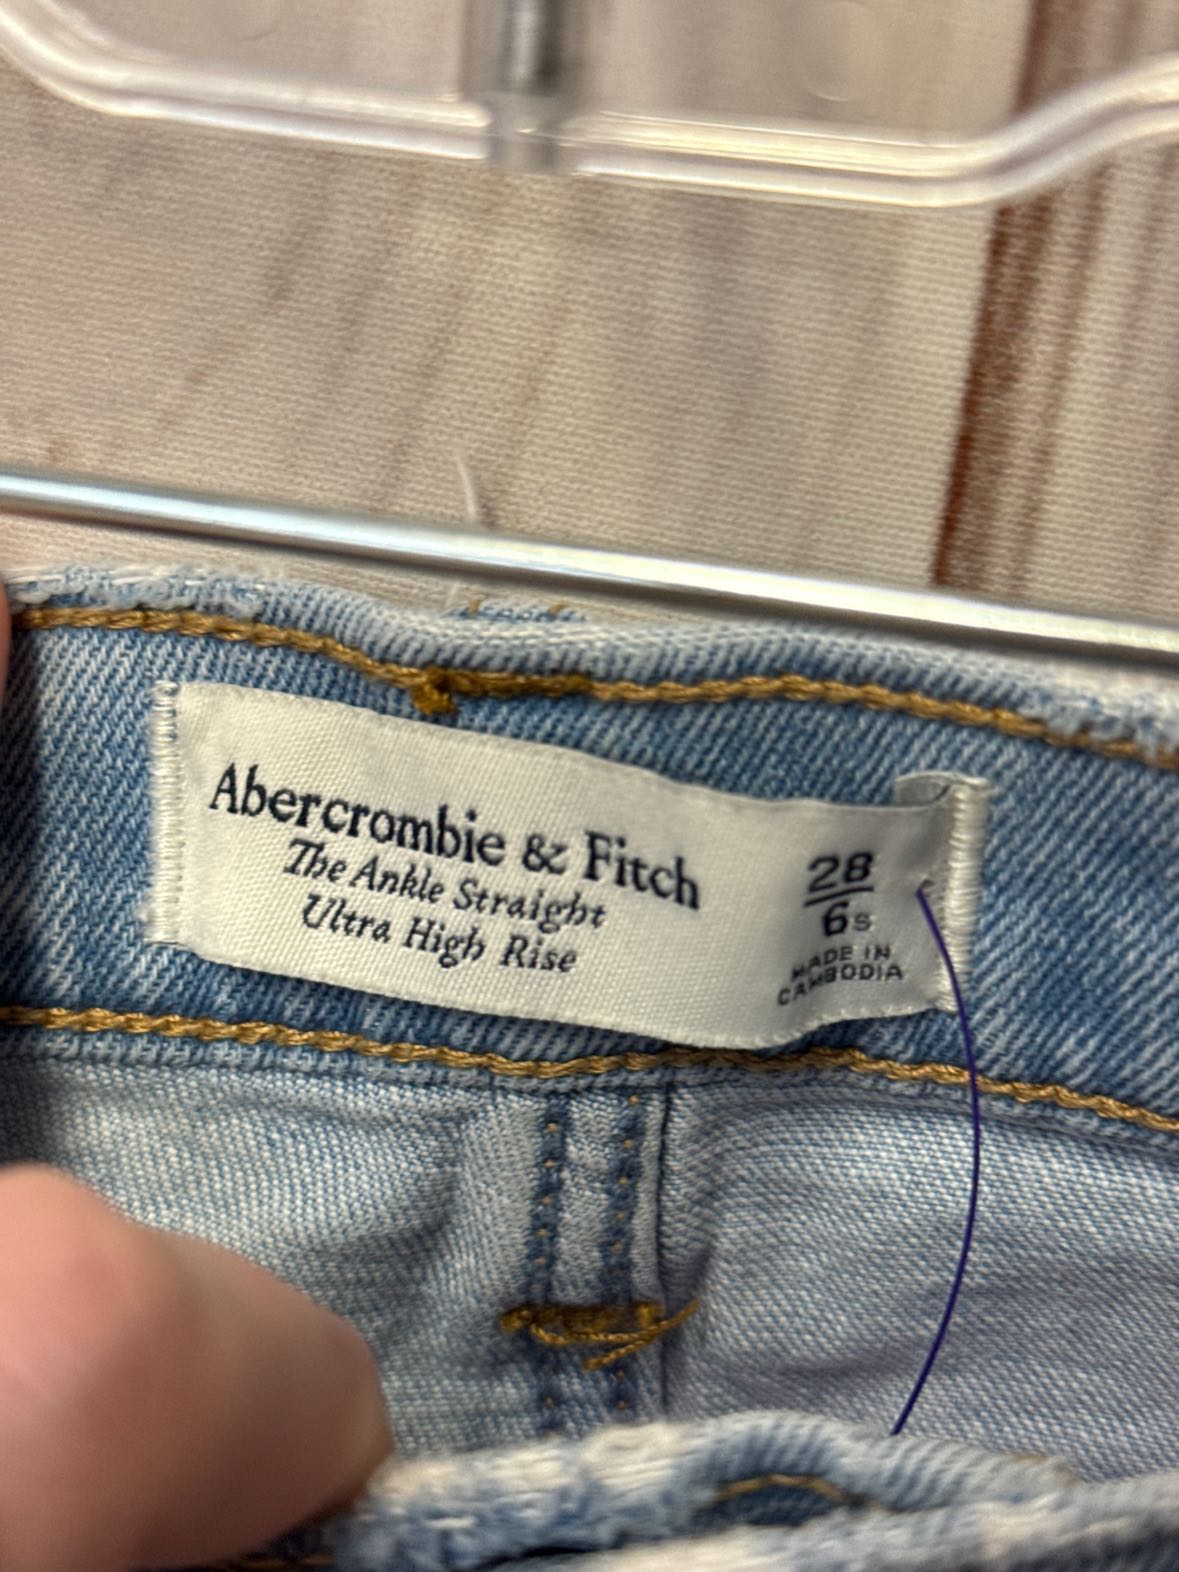 Abercrombie & Fitch
The Ankle Straight
Ultra High Rise
28
6s
MADE IN
CAMBODIA